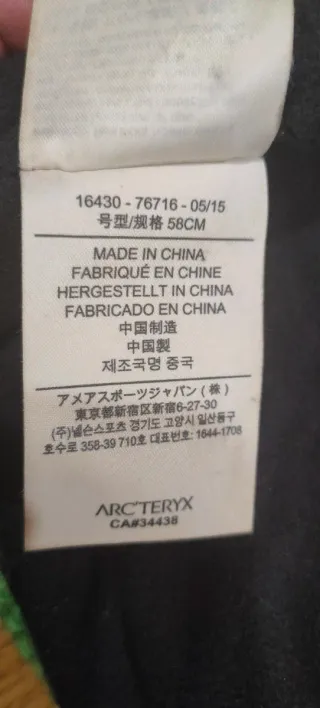 16430 - 76716 - 05/15
号型/规格 58CM
MADE IN CHINA
FABRIQUÉ EN CHINE
HERGESTELLT IN CHINA
FABRICADO EN CHINA
中国制造
中国製
제조국명 중국
アメアスポーツジャパン(株)
東京都新宿区新宿6-27-30
(주)넬슨스포츠 경기도 고양시 일산동구
호수로 358-39 710호 대표번호: 1644-1708
ARC'TERYX
CA#34438